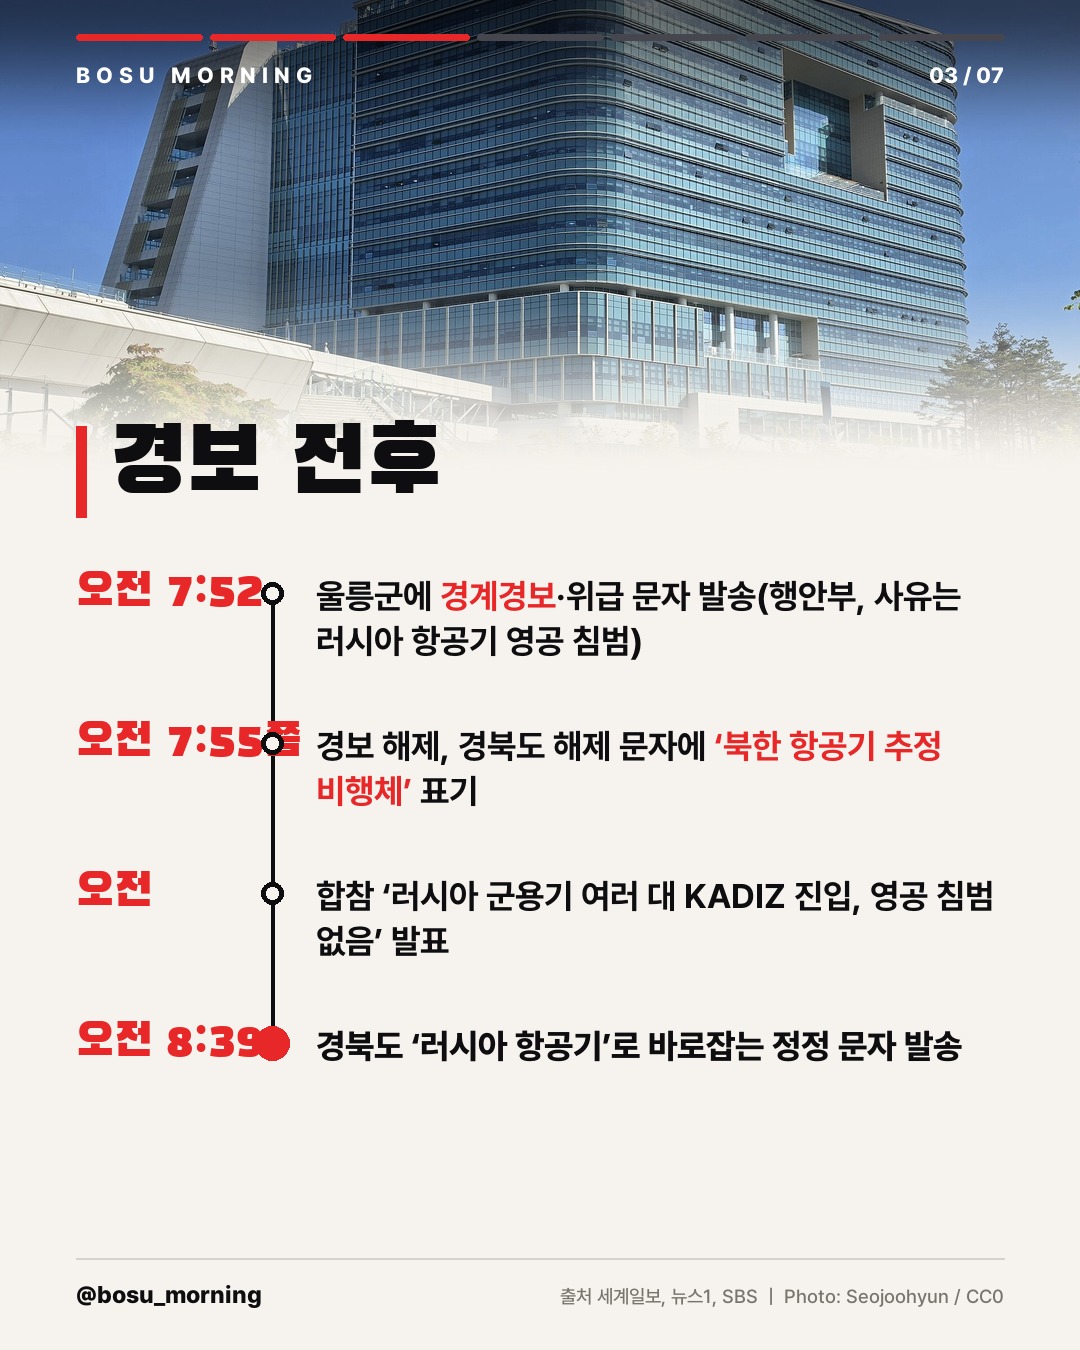 BOSU MORNING
03 / 07
경보 전후
오전 7:52
울릉군에 경계경보·위급 문자 발송(행안부, 사유는
러시아 항공기 영공 침범)
오전 7:55쯤
경보 해제, 경북도 해제 문자에 ‘북한 항공기 추정
비행체’ 표기
오전
합참 ‘러시아 군용기 여러 대 KADIZ 진입, 영공 침범
없음’ 발표
오전 8:39
경북도 ‘러시아 항공기’로 바로잡는 정정 문자 발송
@bosu_morning
출처 세계일보, 뉴스1, SBS | Photo: Seojoohyun / CC0